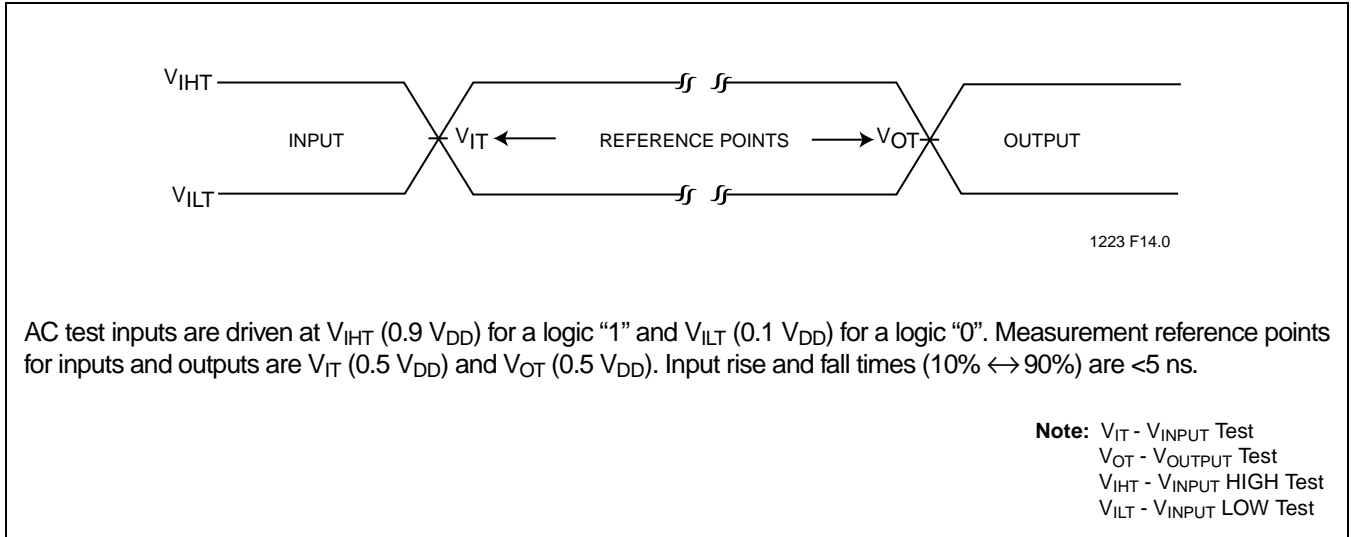 VIHT
INPUT VIT REFERENCE POINTS VOT OUTPUT
VILT
1223 F14.0
AC test inputs are driven at VIHT (0.9 VDD) for a logic “1” and VILT (0.1 VDD) for a logic “0”. Measurement reference points
for inputs and outputs are VIT (0.5 VDD) and VOT (0.5 VDD). Input rise and fall times (10% ↔ 90%) are <5 ns.
Note: VIT - VINPUT Test
VOT - VOUTPUT Test
VIHT - VINPUT HIGH Test
VILT - VINPUT LOW Test